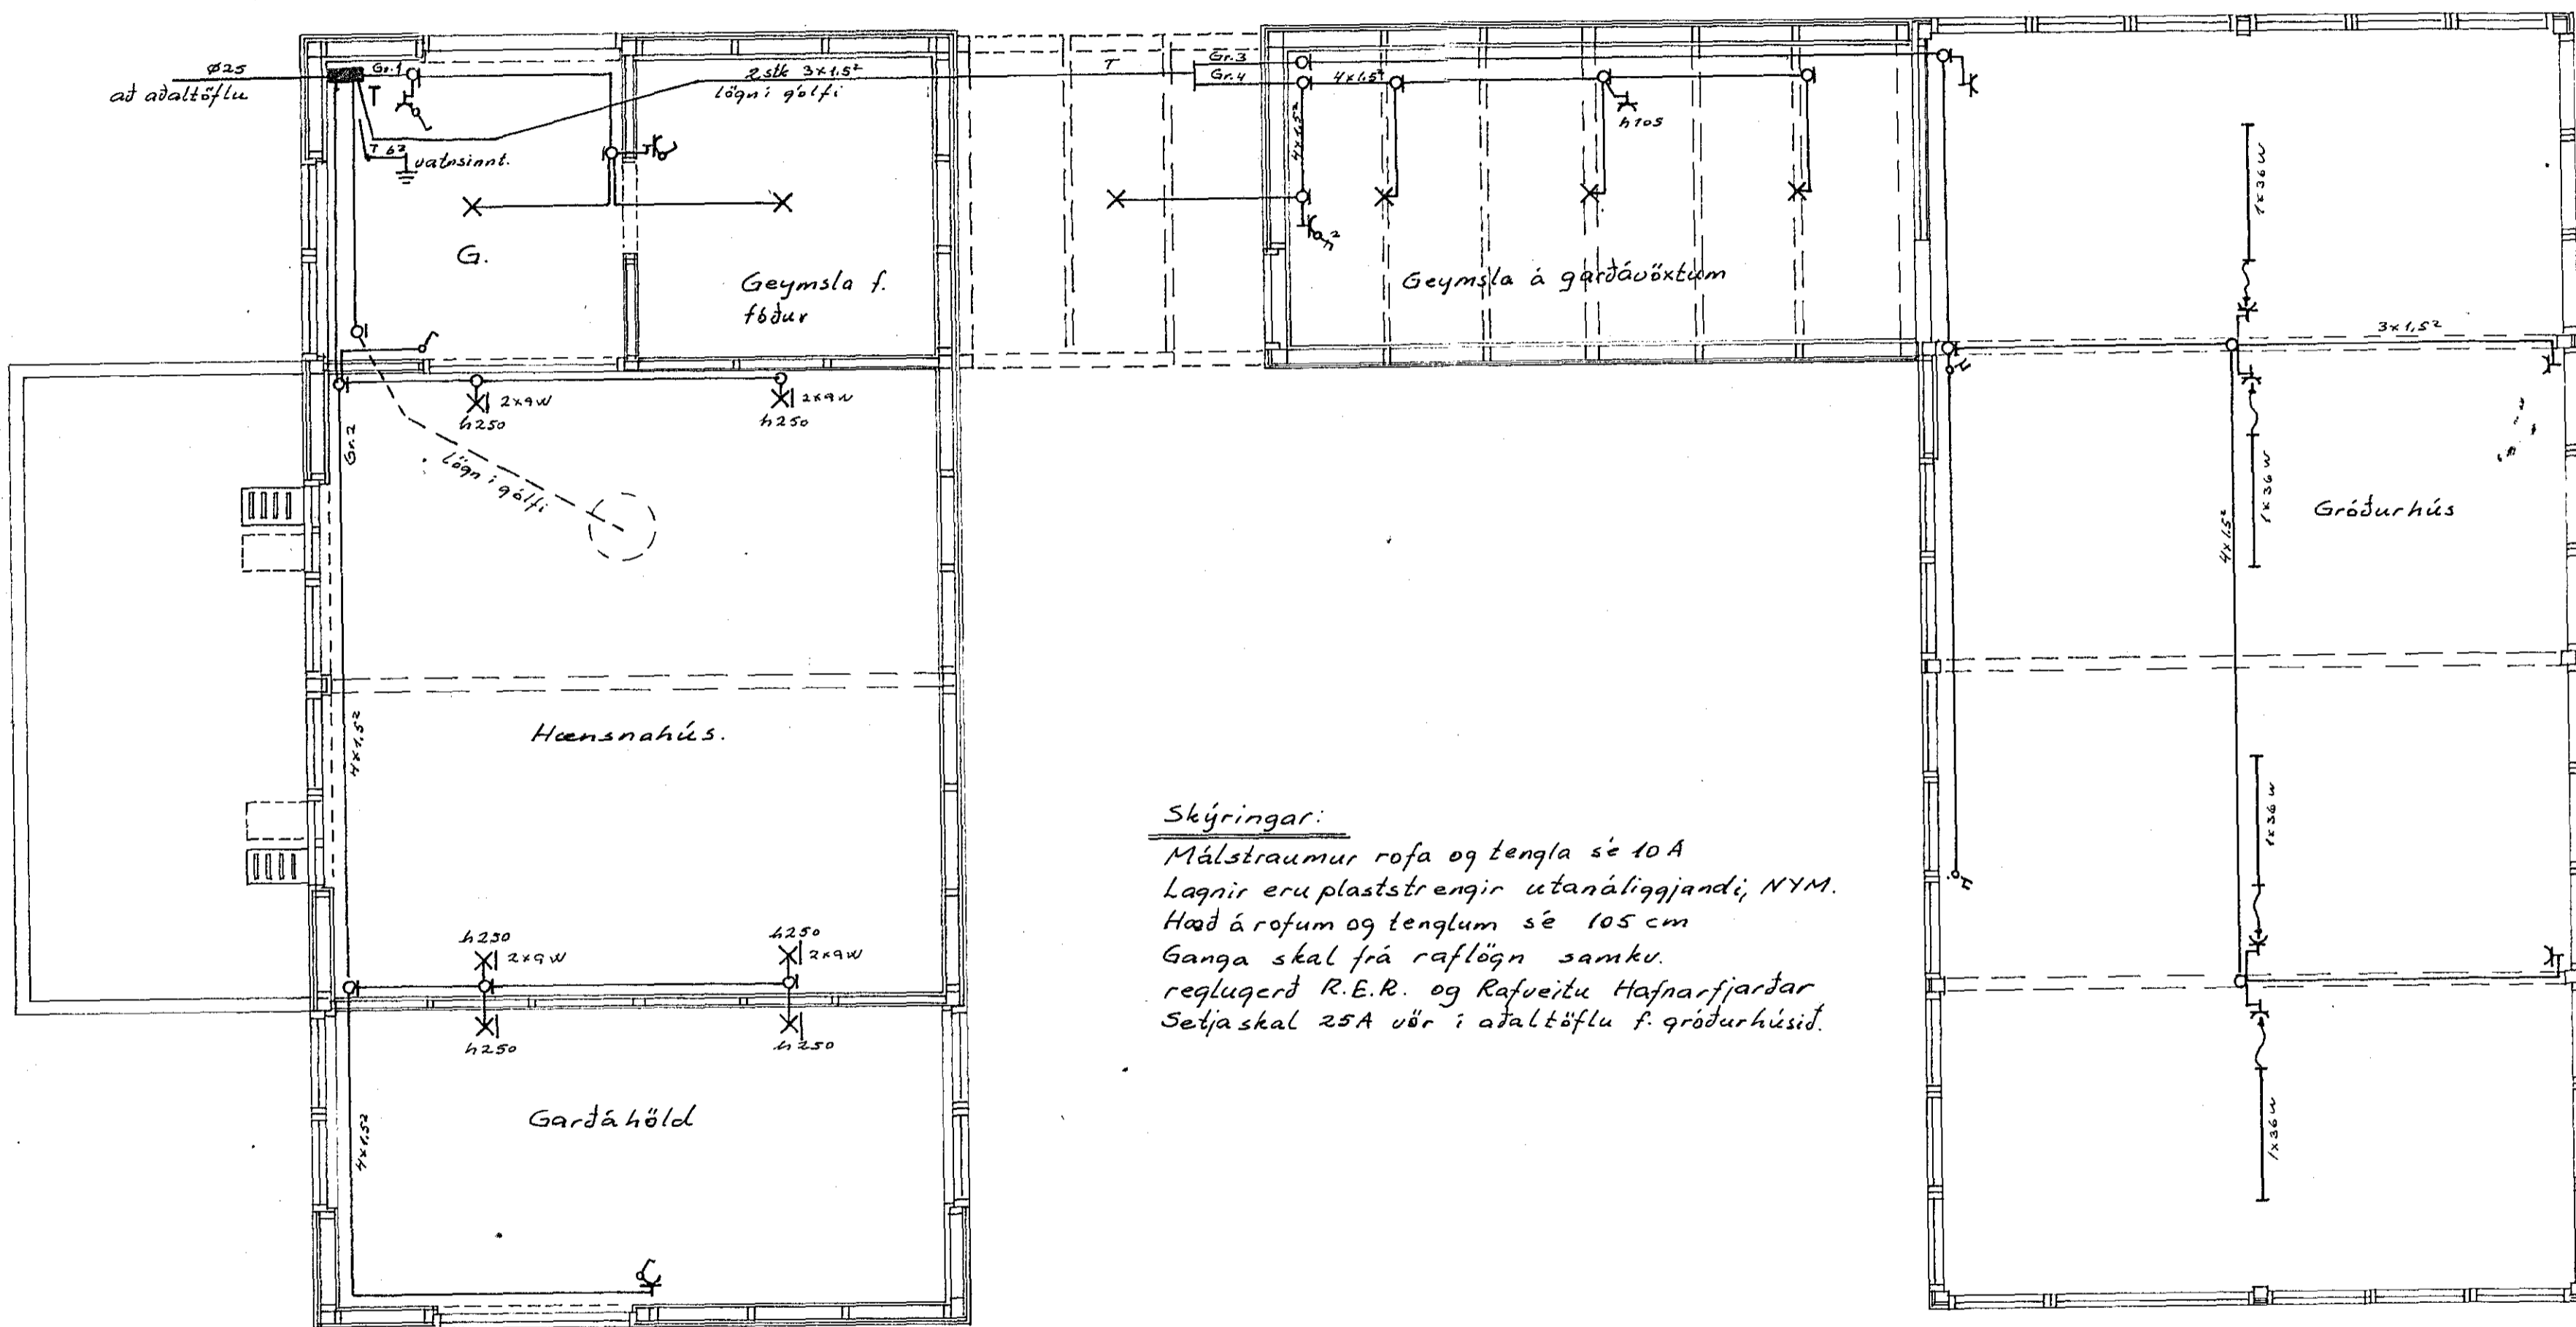 ø25
að aðaltöflu
Gr.1
T
2 stk 3x1.5²
lögn í gólfi
T
Gr.3
Gr.4
4x1.5²
h105
4x1.5²
vatnsinnt.
G.
Geymsla f.
fóður
Geymsla á garðávöxtum
1x36W
3x1,5²
2x9W
h250
2x9W
h250
Gr.2
lögn í gólfi
1x36W
4x1.5²
Gróðurhús
4x1,5²
Hænsnahús.
1x36W
h250
2x9W
h250
2x9W
h250
h250
Garðáhöld
4x1.5²
1x36W
Skýringar:
Málstraumur rofa og tengla sé 10 A
Lagnir eru plaststrengir utanáliggjandi, NYM.
Hæð á rofum og tenglum sé 105 cm
Ganga skal frá raflögn samkv.
reglugerð R.E.R. og Rafveitu Hafnarfjarðar
Setja skal 25A vör í aðaltöflu f. gróðurhúsið.